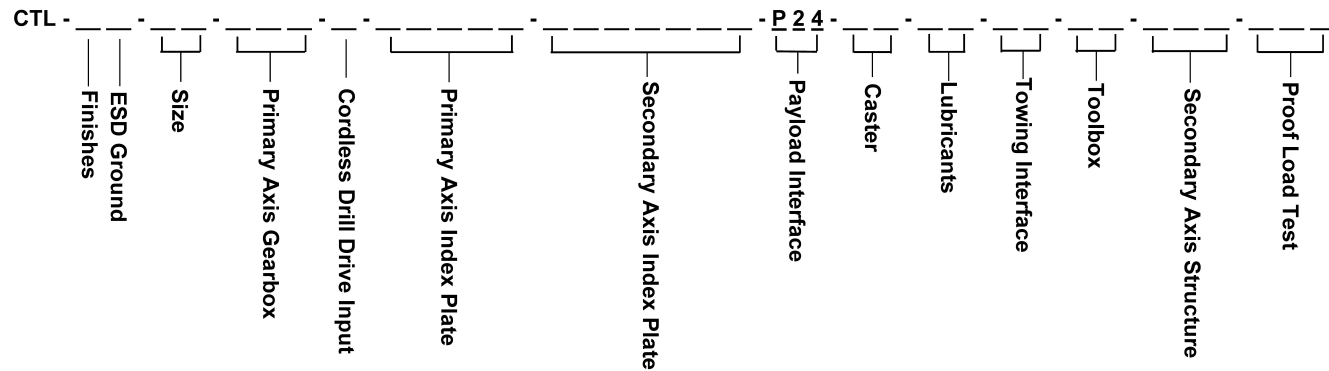 CTL - _ _ - _ _ - _ _ _ - _ - _ _ _ _ - _ _ _ _ _ _ - P 2 4 - _ _ - _ _ - _ _ - _ _ - _ _ _ - _ _ _
Finishes
ESD Ground
Size
Primary Axis Gearbox
Cordless Drill Drive Input
Primary Axis Index Plate
Secondary Axis Index Plate
Payload Interface
Caster
Lubricants
Towing Interface
Toolbox
Secondary Axis Structure
Proof Load Test